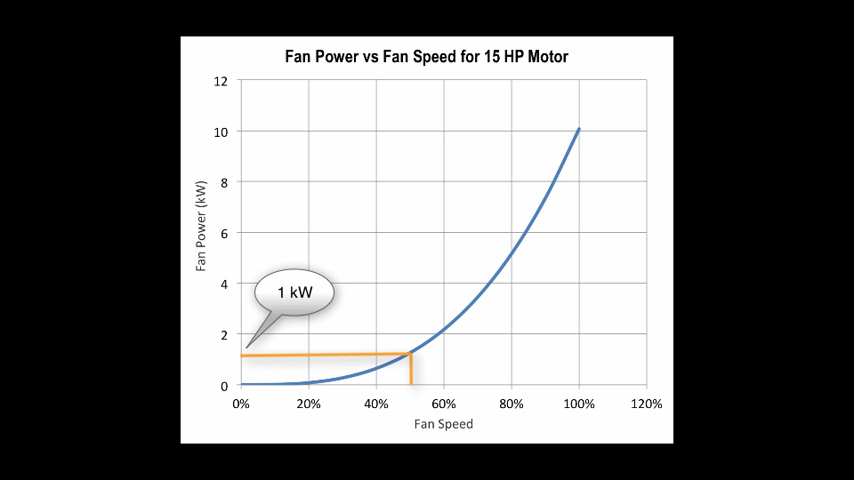 Fan Power vs Fan Speed for 15 HP Motor
12
10
8
6
4
2
0
Fan Power (kW)
1 kW
0% 20% 40% 60% 80% 100% 120%
Fan Speed